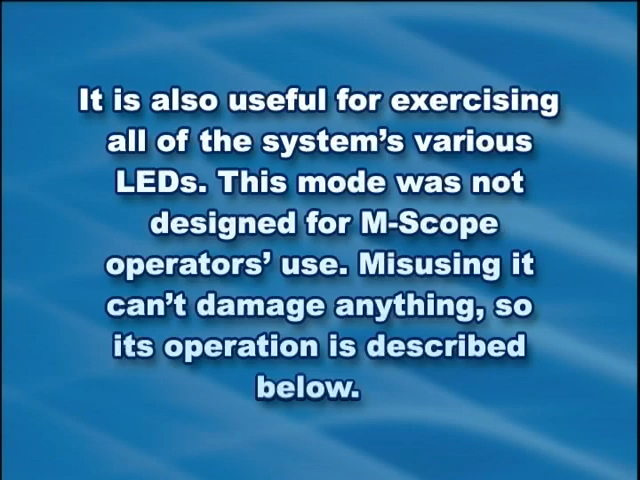 It is also useful for exercising
all of the system’s various
LEDs. This mode was not
designed for M-Scope
operators’ use. Misusing it
can’t damage anything, so
its operation is described
below.